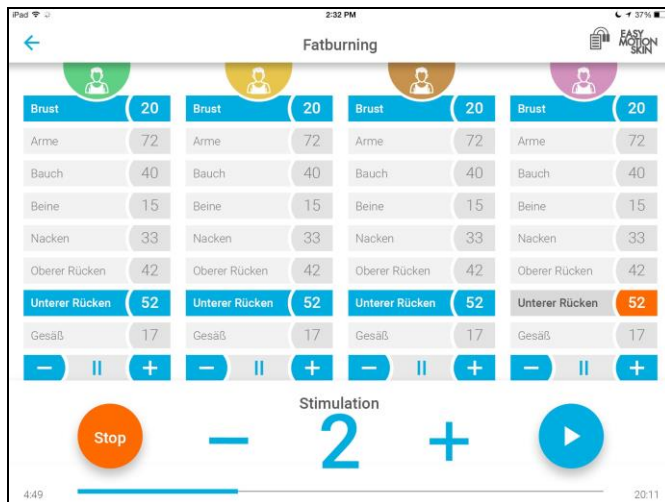 iPad 2:32 PM 37%
Fatburning
EASY
MOTION
SKIN
Brust 20 Brust 20 Brust 20 Brust 20
Arme 72 Arme 72 Arme 72 Arme 72
Bauch 40 Bauch 40 Bauch 40 Bauch 40
Beine 15 Beine 15 Beine 15 Beine 15
Nacken 33 Nacken 33 Nacken 33 Nacken 33
Oberer Rücken 42 Oberer Rücken 42 Oberer Rücken 42 Oberer Rücken 42
Unterer Rücken 52 Unterer Rücken 52 Unterer Rücken 52 Unterer Rücken 52
Gesäß 17 Gesäß 17 Gesäß 17 Gesäß 17
Stimulation
Stop − 2 +
4:49 20:11